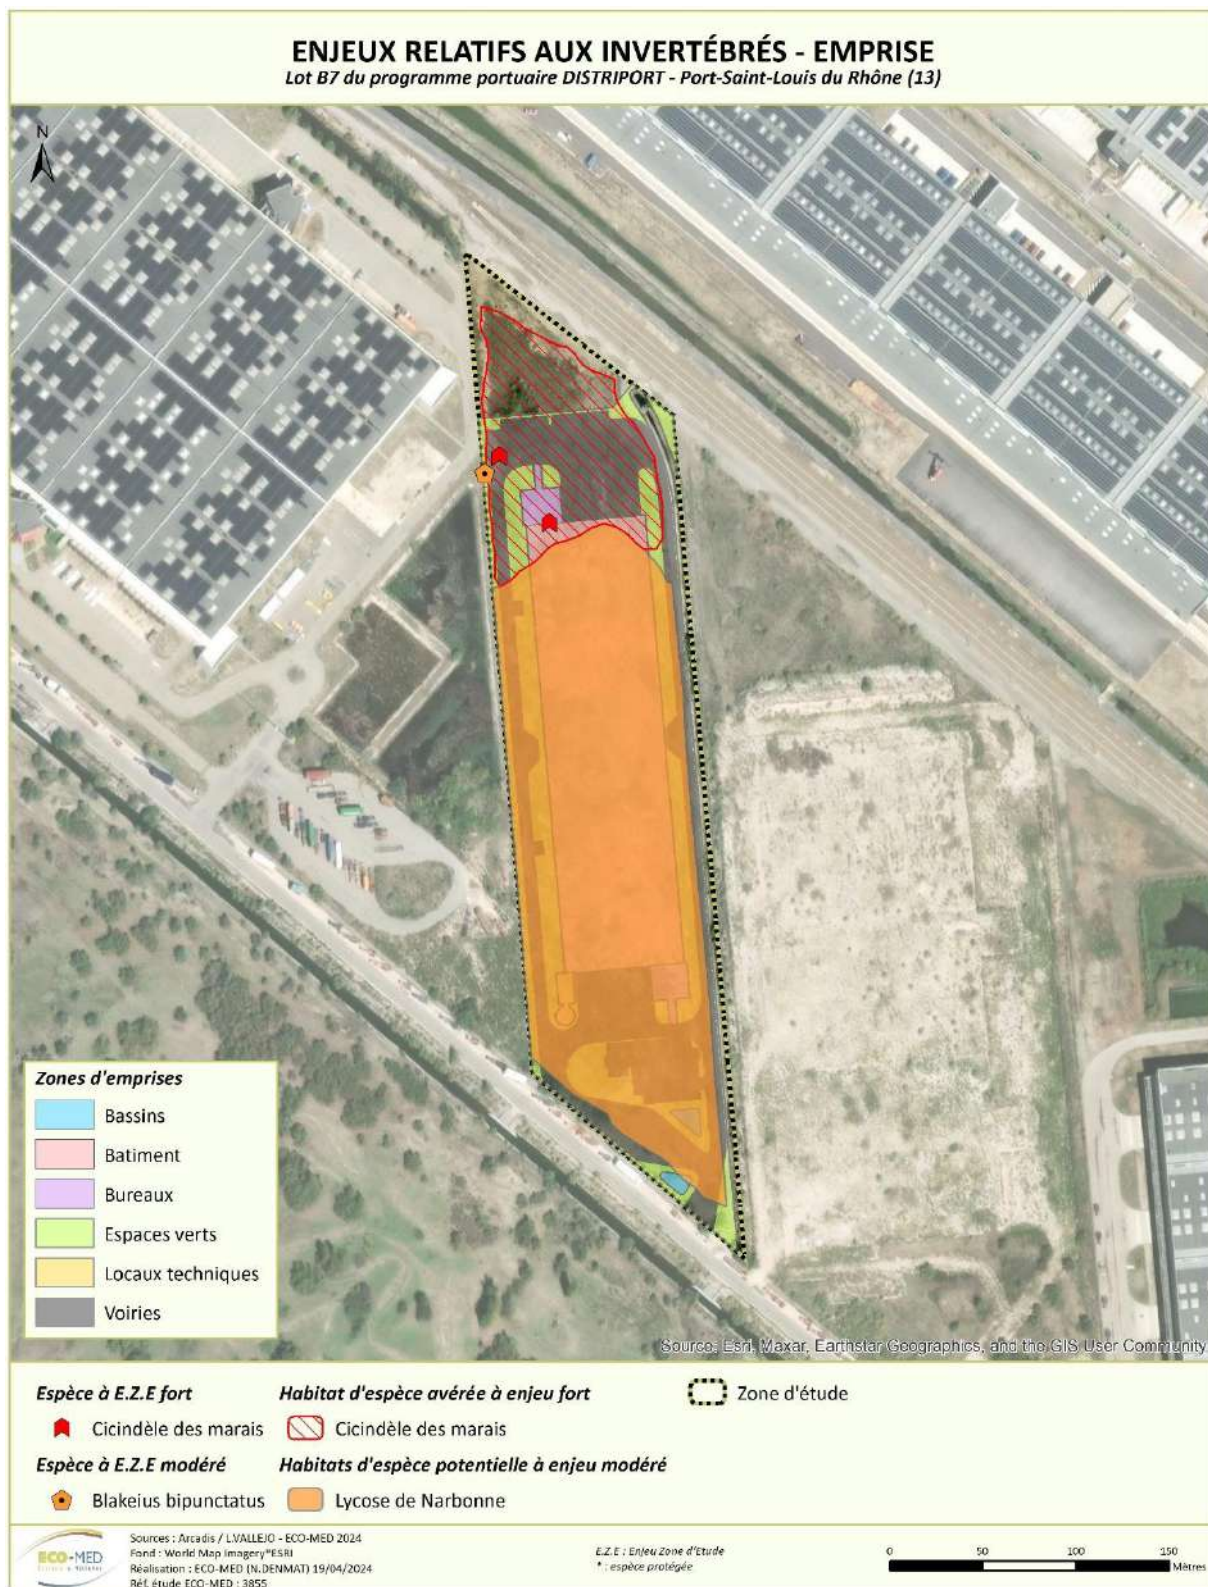 ENJEUX RELATIFS AUX INVERTÉBRÉS - EMPRISE
Lot B7 du programme portuaire DISTRIPORT - Port-Saint-Louis du Rhône (13)
N
Zones d'emprises
Bassins
Batiment
Bureaux
Espaces verts
Locaux techniques
Voiries
Source: Esri, Maxar, Earthstar Geographics, and the GIS User Community
Espèce à E.Z.E fort
Habitat d'espèce avérée à enjeu fort
Zone d'étude
Cicindèle des marais
Cicindèle des marais
Espèce à E.Z.E modéré
Habitats d'espèce potentielle à enjeu modéré
Blakeius bipunctatus
Lycose de Narbonne
ECO-MED
Sources : Arcadis / L.VALLEJO - ECO-MED 2024
Fond : World Map Imagery"ESRI
Réalisation : ECO-MED (N.DENMAT) 19/04/2024
Réf. étude ECO-MED : 3855
E.Z.E : Enjeu Zone d'Etude
* : espèce protégée
0 50 100 150
Mètres